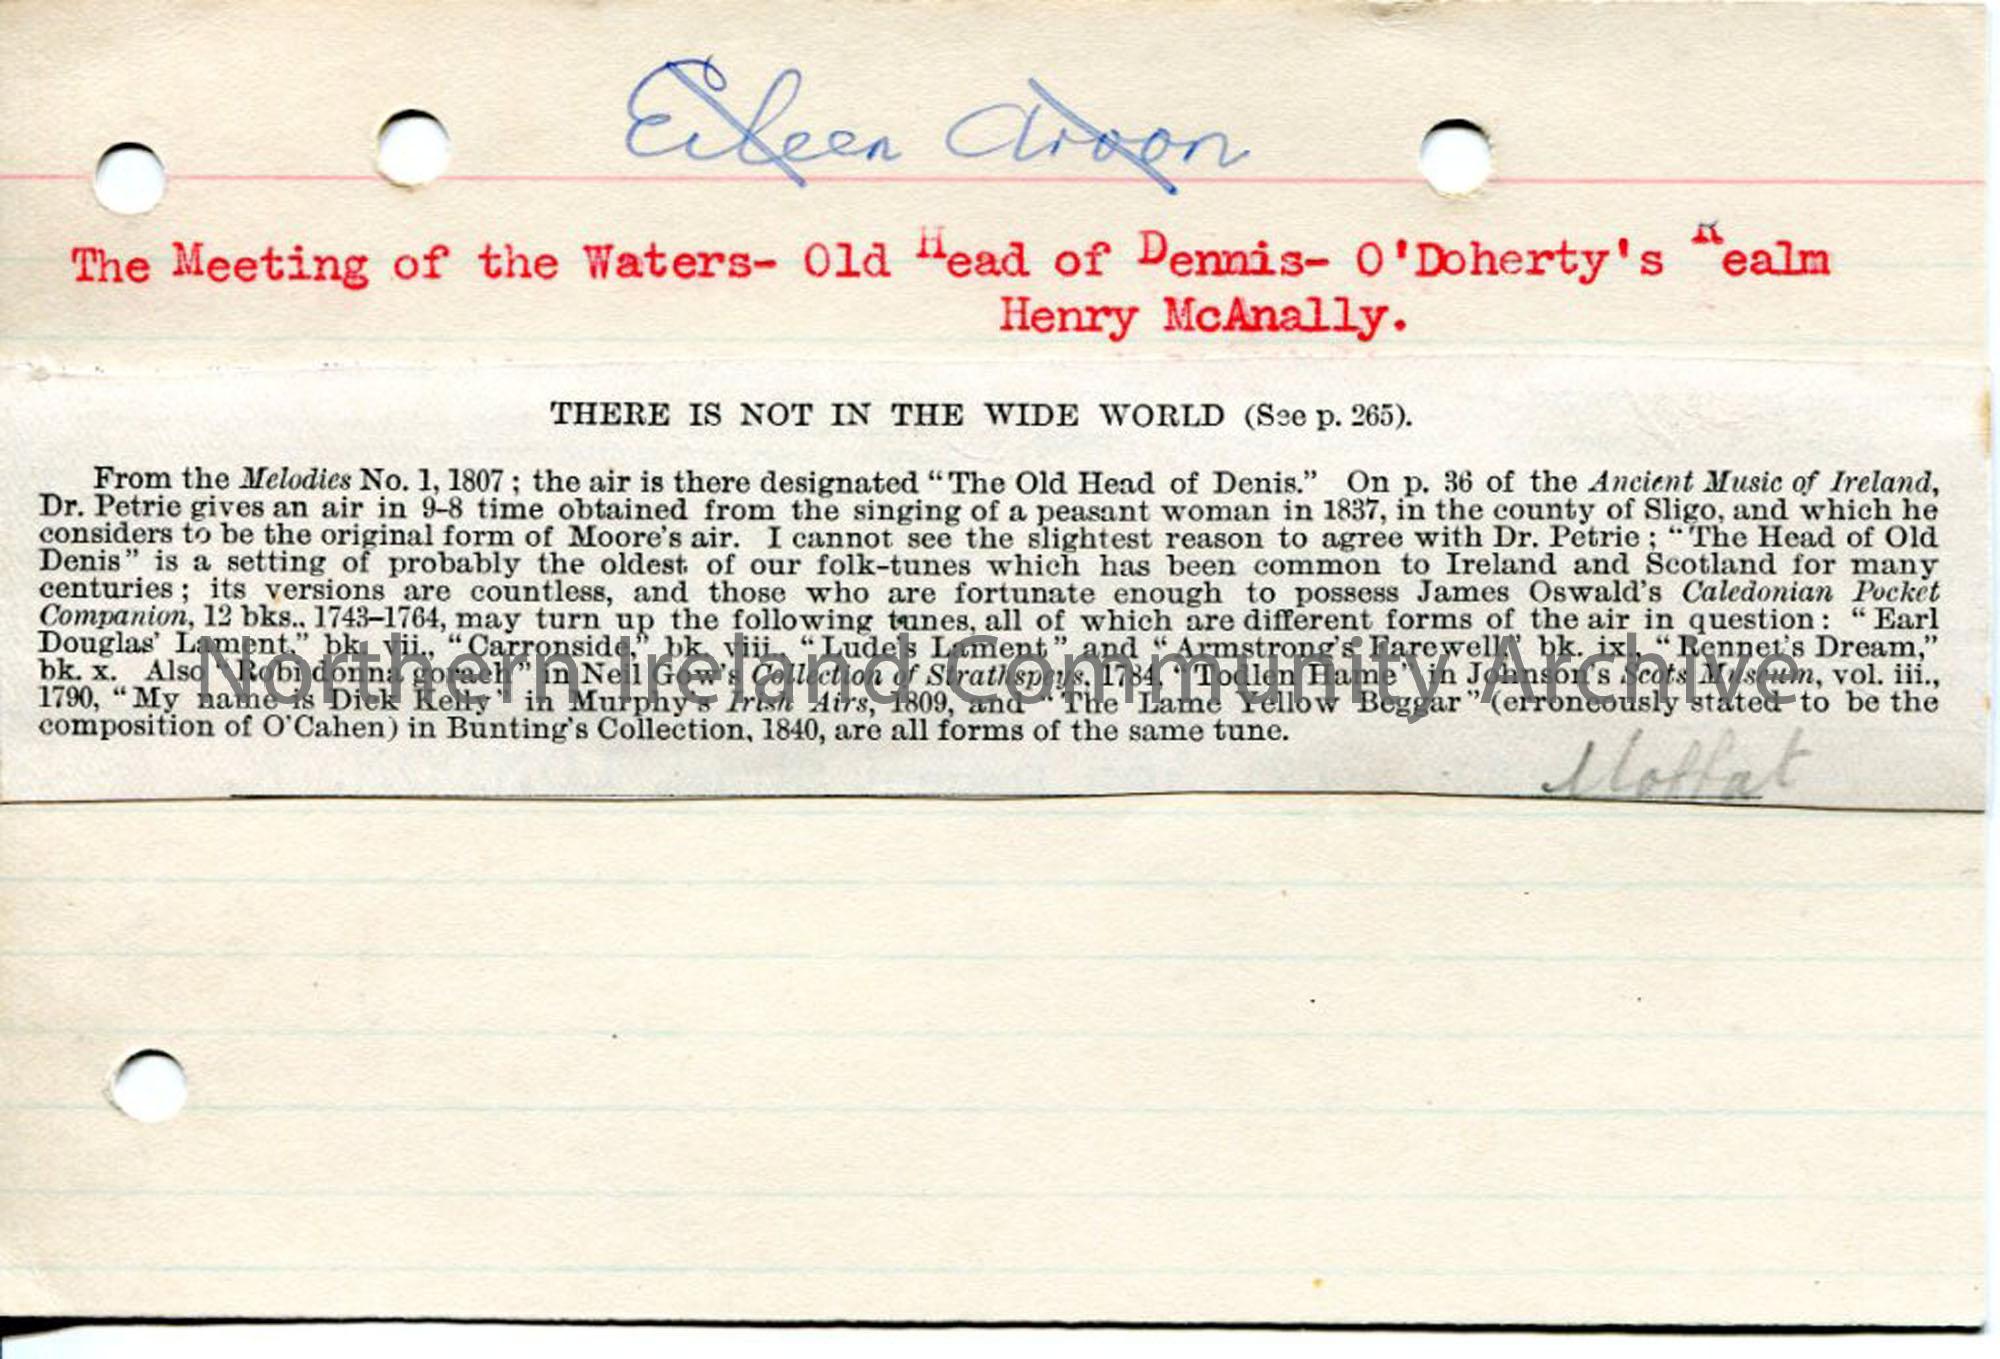 Eileen Aroon
The Meeting of the Waters- Old Head of Dennis- O'Doherty's Realm
Henry McAnally.
THERE IS NOT IN THE WIDE WORLD (See p. 265).
From the Melodies No. 1, 1807; the air is there designated “The Old Head of Denis.” On p. 36 of the Ancient Music of Ireland,
Dr. Petrie gives an air in 9-8 time obtained from the singing of a peasant woman in 1837, in the county of Sligo, and which he
considers to be the original form of Moore's air. I cannot see the slightest reason to agree with Dr. Petrie; “The Head of Old
Denis” is a setting of probably the oldest of our folk-tunes which has been common to Ireland and Scotland for many
centuries; its versions are countless, and those who are fortunate enough to possess James Oswald's Caledonian Pocket
Companion, 12 bks., 1743–1764, may turn up the following tunes, all of which are different forms of the air in question: “Earl
Douglas' Lament,” bk. vii., “Carronside,” bk. viii., “Lude's Lament” and “Armstrong's Farewell,” bk. ix., “Rennet's Dream,”
bk. x. Also “Robidonna gorach” in Neil Gow's Collection of Strathspeys, 1784, “Todlen Hame” in Johnson's Scots Museum, vol. iii.,
1790, “My name is Dick Kelly” in Murphy's Irish Airs, 1809, and “The Lame Yellow Beggar” (erroneously stated to be the
composition of O'Cahen) in Bunting's Collection, 1840, are all forms of the same tune.
Moffat
Northern Ireland Community Archive